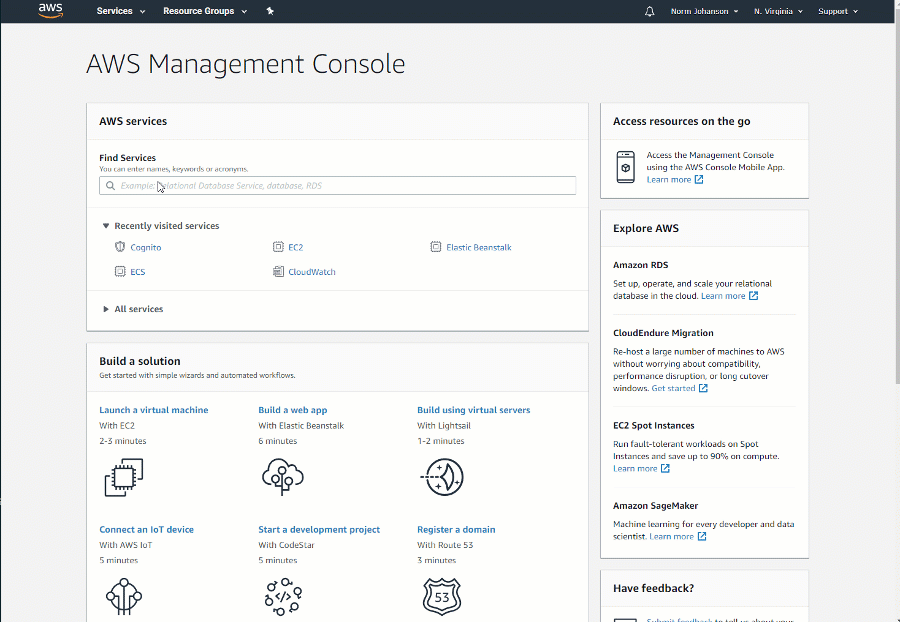 aws
Services
Resource Groups
Norm Johanson
N. Virginia
Support
AWS Management Console
AWS services
Find Services
You can enter names, keywords or acronyms.
Example: Relational Database Service, database, RDS
Recently visited services
Cognito
EC2
Elastic Beanstalk
ECS
CloudWatch
All services
Build a solution
Get started with simple wizards and automated workflows.
Launch a virtual machine
With EC2
2-3 minutes
Build a web app
With Elastic Beanstalk
6 minutes
Build using virtual servers
With Lightsail
1-2 minutes
Connect an IoT device
With AWS IoT
5 minutes
Start a development project
With CodeStar
5 minutes
Register a domain
With Route 53
3 minutes
53
Access resources on the go
Access the Management Console
using the AWS Console Mobile App.
Learn more
Explore AWS
Amazon RDS
Set up, operate, and scale your relational
database in the cloud. Learn more
CloudEndure Migration
Re-host a large number of machines to AWS
without worrying about compatibility,
performance disruption, or long cutover
windows. Get started
EC2 Spot Instances
Run fault-tolerant workloads on Spot
Instances and save up to 90% on compute.
Learn more
Amazon SageMaker
Machine learning for every developer and data
scientist. Learn more
Have feedback?
Submit feedback to tell us about your